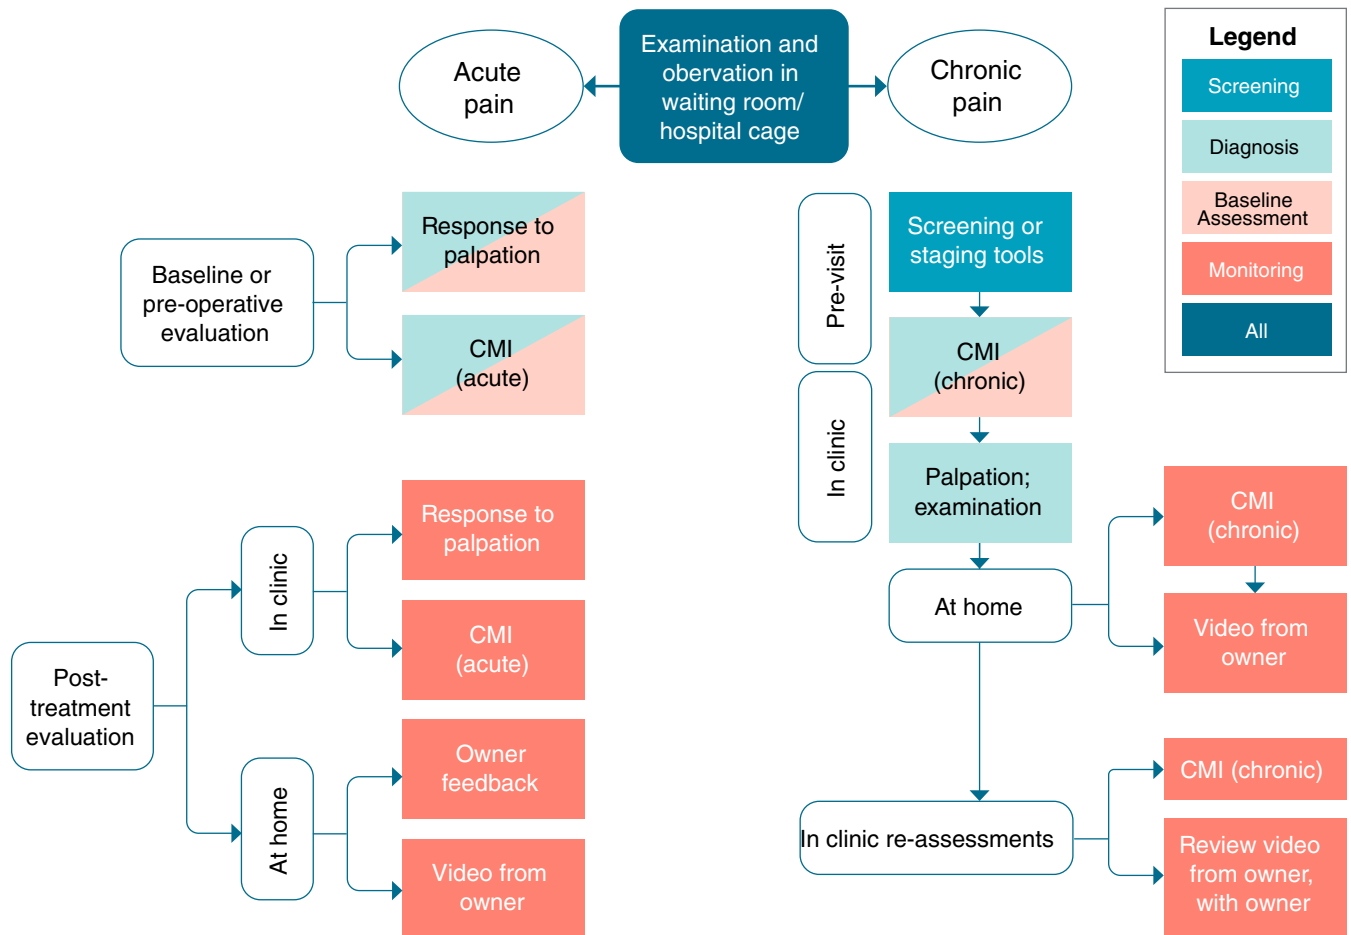 Examination and
obervation in
waiting room/
hospital cage
Acute
pain
Chronic
pain
Legend
Screening
Diagnosis
Baseline
Assessment
Monitoring
All
Baseline or
pre-operative
evaluation
Response to
palpation
CMI
(acute)
Post-
treatment
evaluation
In clinic
Response to
palpation
CMI
(acute)
At home
Owner
feedback
Video from
owner
Pre-visit
Screening or
staging tools
CMI
(chronic)
In clinic
Palpation;
examination
At home
CMI
(chronic)
Video from
owner
In clinic re-assessments
CMI (chronic)
Review video
from owner,
with owner